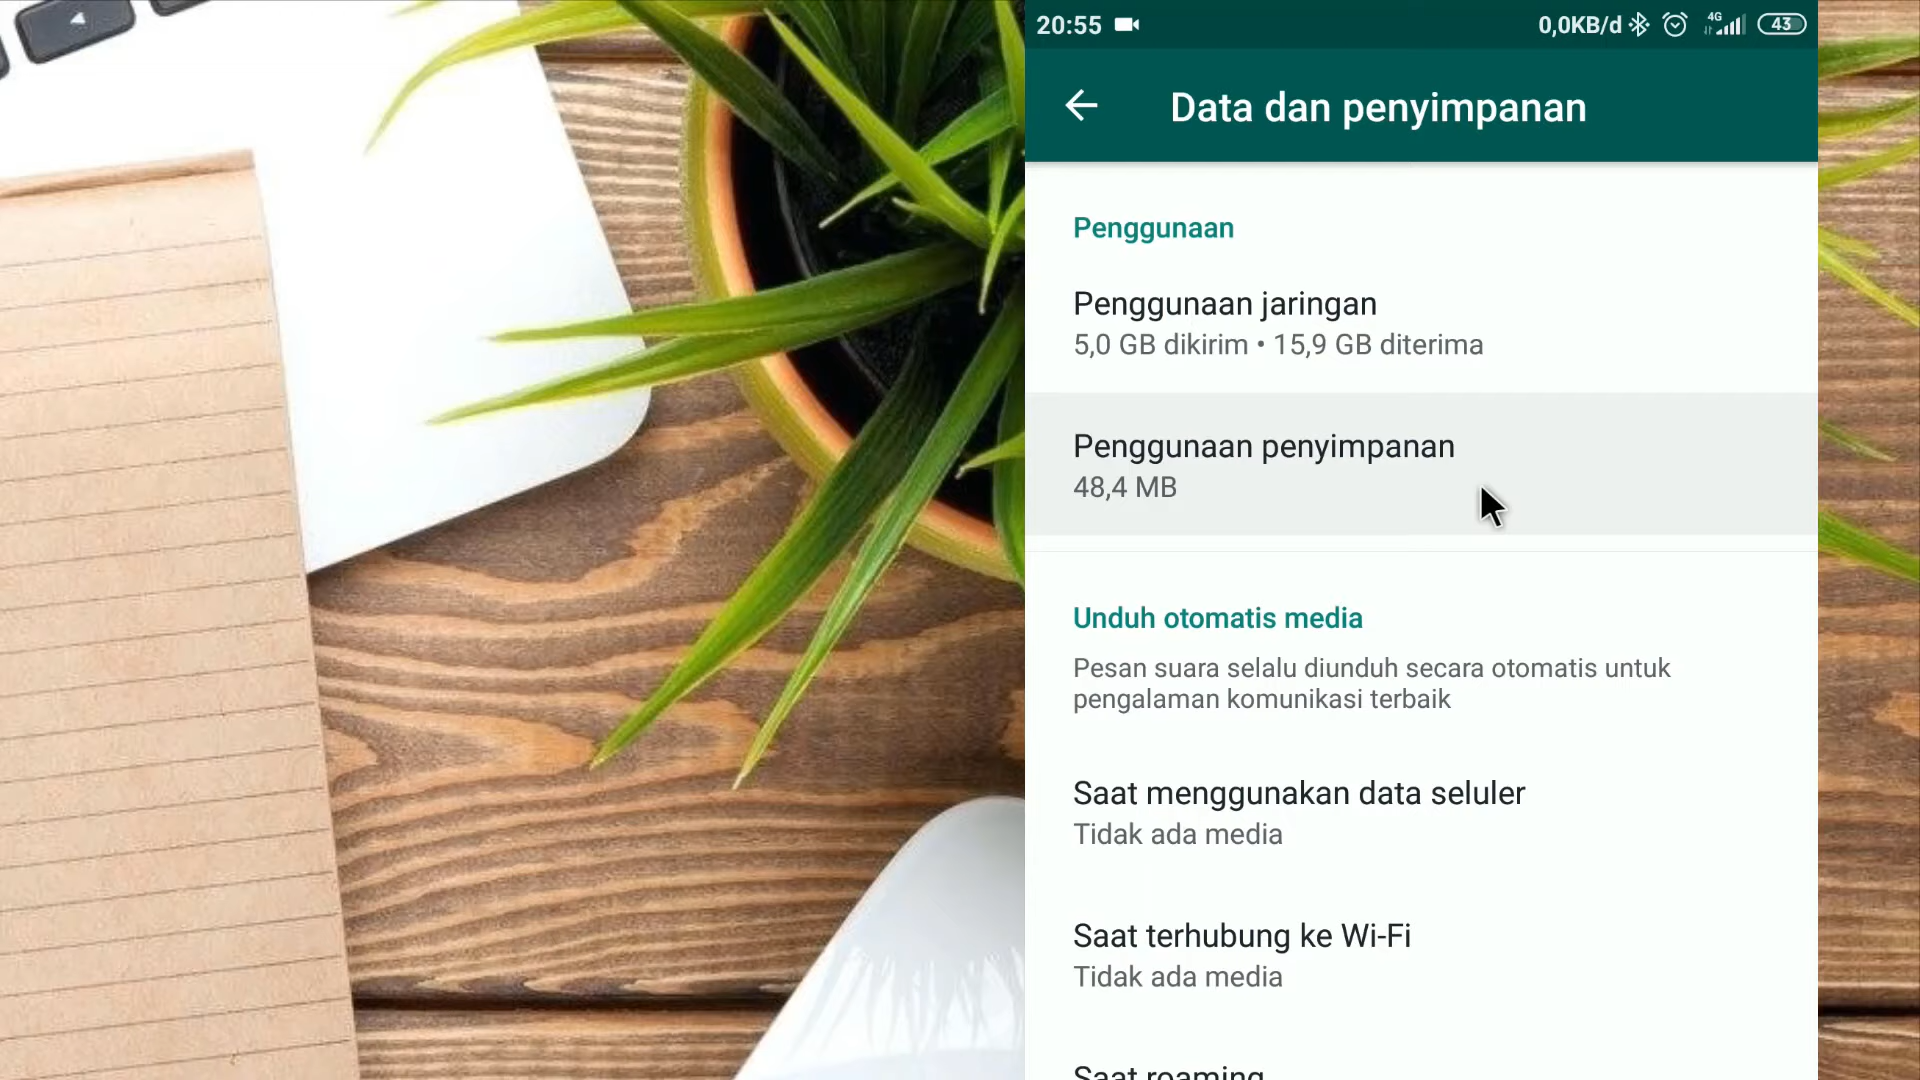 20:55 0,0KB/d 4G 43
Data dan penyimpanan
Penggunaan
Penggunaan jaringan
5,0 GB dikirim • 15,9 GB diterima
Penggunaan penyimpanan
48,4 MB
Unduh otomatis media
Pesan suara selalu diunduh secara otomatis untuk
pengalaman komunikasi terbaik
Saat menggunakan data seluler
Tidak ada media
Saat terhubung ke Wi-Fi
Tidak ada media
Saat roaming